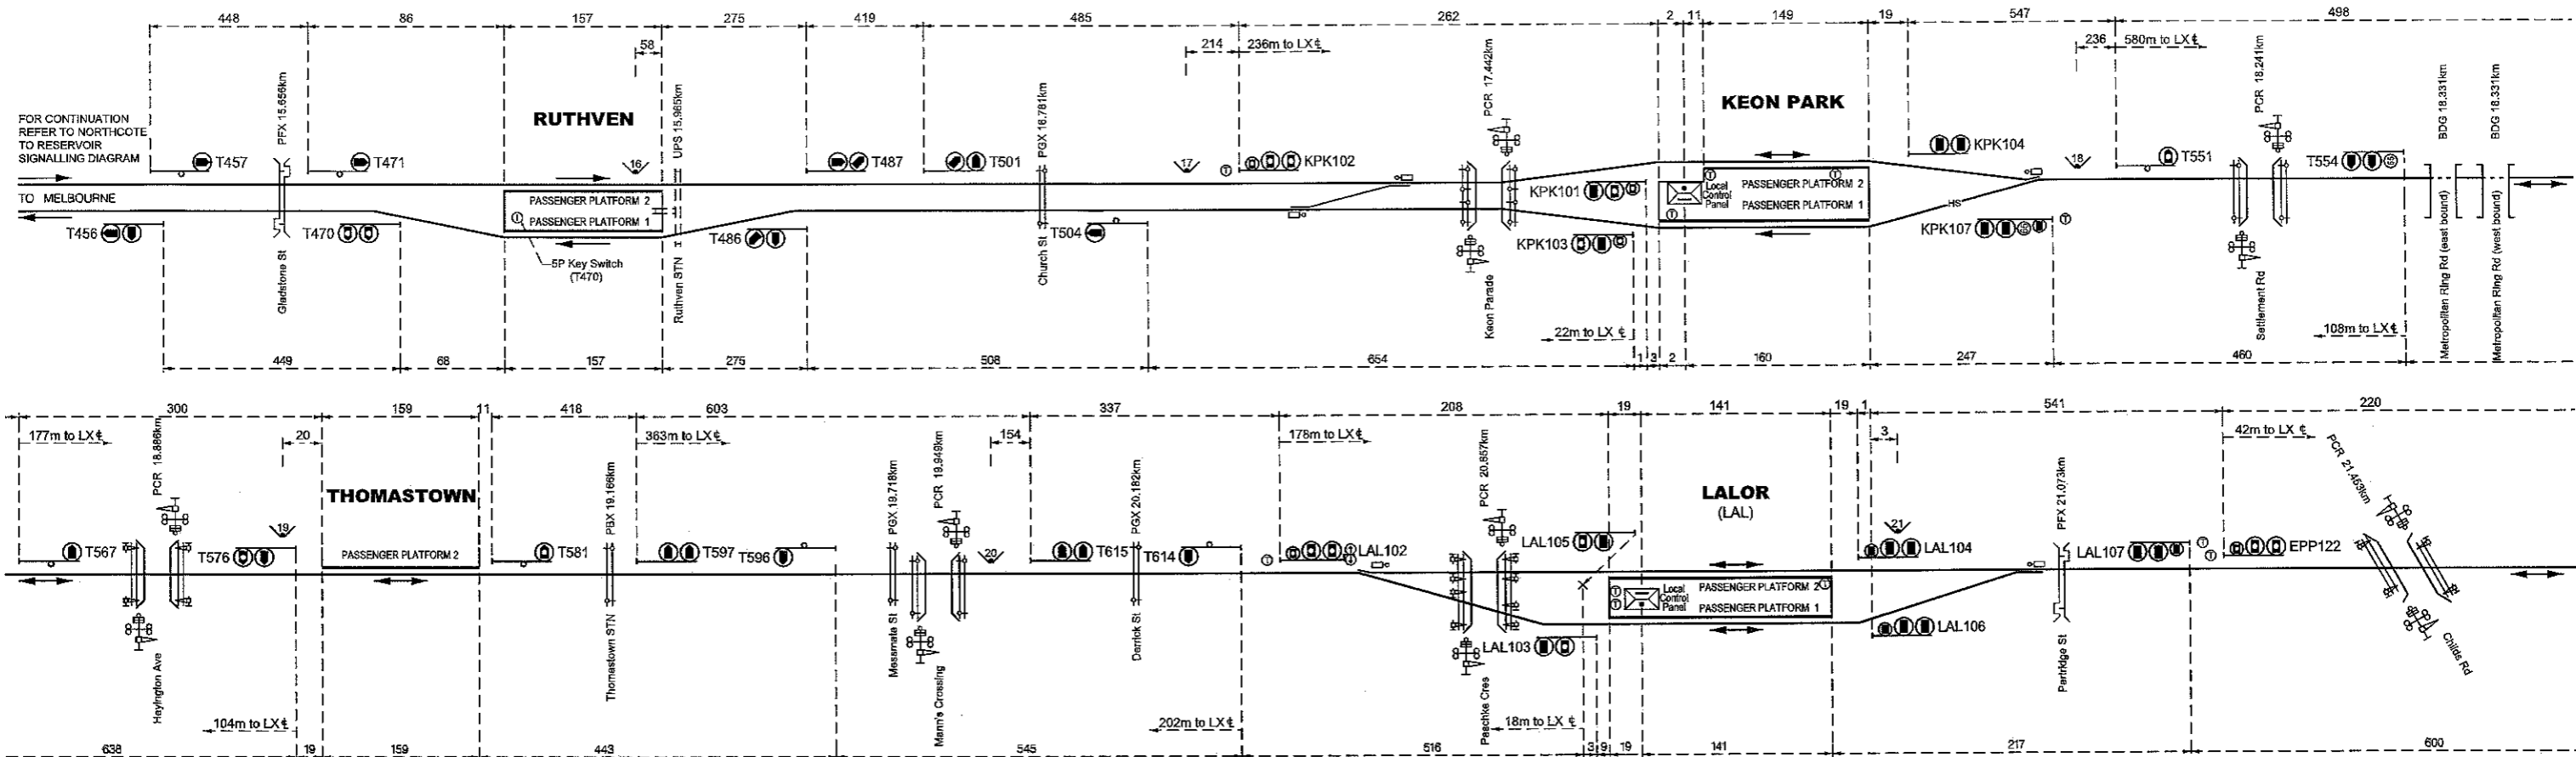 448
86
157
275
419
485
262
2
11
149
19
547
498
58
214
236m to LX ℄
236
580m to LX ℄
FOR CONTINUATION
REFER TO NORTHCOTE
TO RESERVOIR
SIGNALLING DIAGRAM
PFX 15.656km
RUTHVEN
UPS 15.965km
PGX 16.781km
PCR 17.442km
KEON PARK
PCR 18.241km
BDG 18.331km
BDG 18.331km
T457
T471
16
T487
T501
17
KPK102
KPK104
18
T551
T554
TO MELBOURNE
PASSENGER PLATFORM 2
PASSENGER PLATFORM 1
KPK101
Local
Control
Panel
PASSENGER PLATFORM 2
PASSENGER PLATFORM 1
HS
T456
T470
T486
T504
KPK103
KPK107
5P Key Switch
(T470)
Gladstone St
Ruthven STN
Church St
Keon Parade
Settlement Rd
Metropolitan Ring Rd (east bound)
Metropolitan Ring Rd (west bound)
22m to LX ℄
108m to LX ℄
449
68
157
275
508
654
1
3
2
160
247
460
300
159
11
418
603
337
208
19
141
19
1
541
220
177m to LX ℄
20
363m to LX ℄
154
178m to LX ℄
3
42m to LX ℄
PCR 18.886km
THOMASTOWN
PBX 19.166km
PGX 19.718km
PCR 19.949km
PGX 20.182km
PCR 20.857km
LALOR
(LAL)
PFX 21.073km
PCR 21.453km
T567
T576
19
PASSENGER PLATFORM 2
T581
T597
T596
20
T615
T614
LAL102
LAL105
LAL104
21
LAL107
EPP122
Local
Control
Panel
PASSENGER PLATFORM 2
PASSENGER PLATFORM 1
LAL103
LAL106
Hayington Ave
Thomastown STN
Messmata St
Mann's Crossing
Derrick St
Paschke Cres
Partridge St
Childs Rd
104m to LX ℄
202m to LX ℄
18m to LX ℄
638
19
159
443
545
516
3
9
19
141
217
600